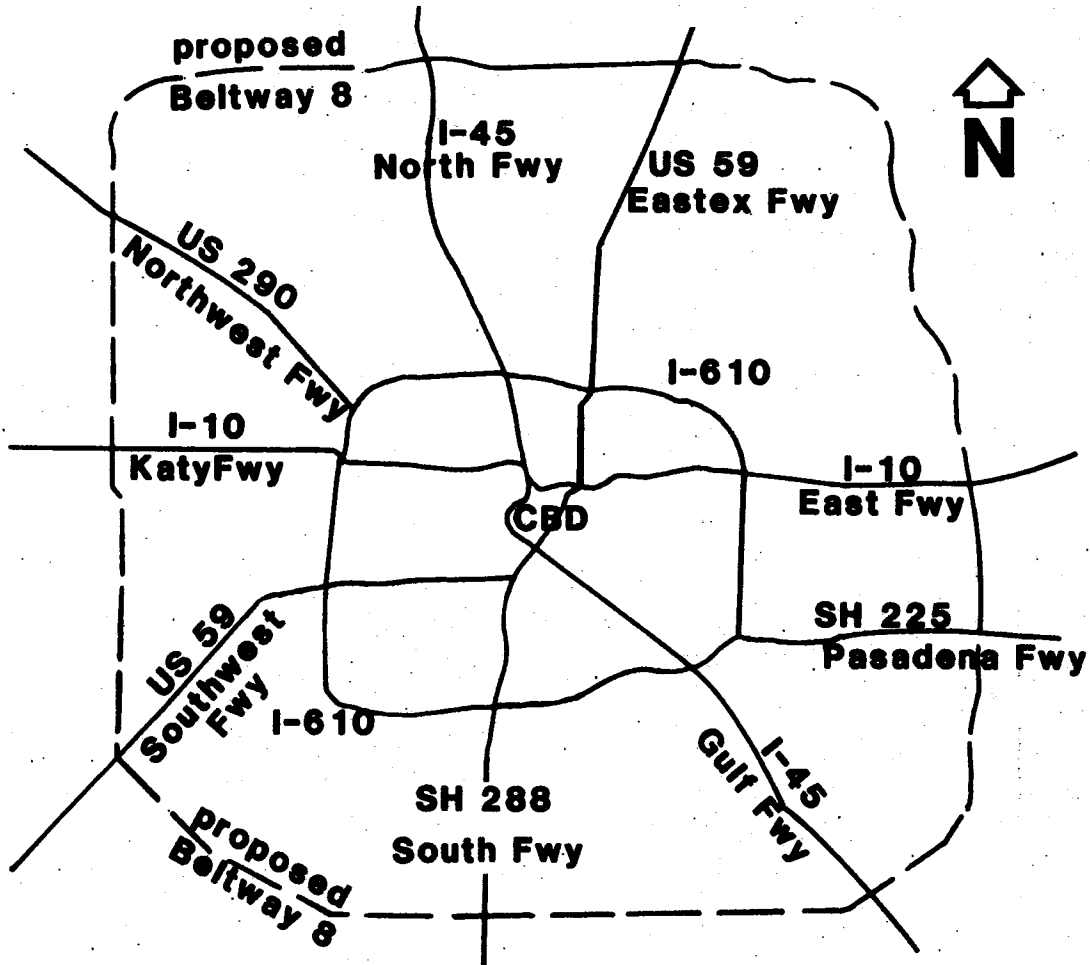 proposed
Beltway 8
I-45
North Fwy
US 59
Eastex Fwy
N
US 290
Northwest Fwy
I-610
I-10
KatyFwy
I-10
East Fwy
CBD
SH 225
Pasadena Fwy
US 59
Southwest
Fwy
I-610
Gulf Fwy
I-45
SH 288
South Fwy
proposed
Beltway 8